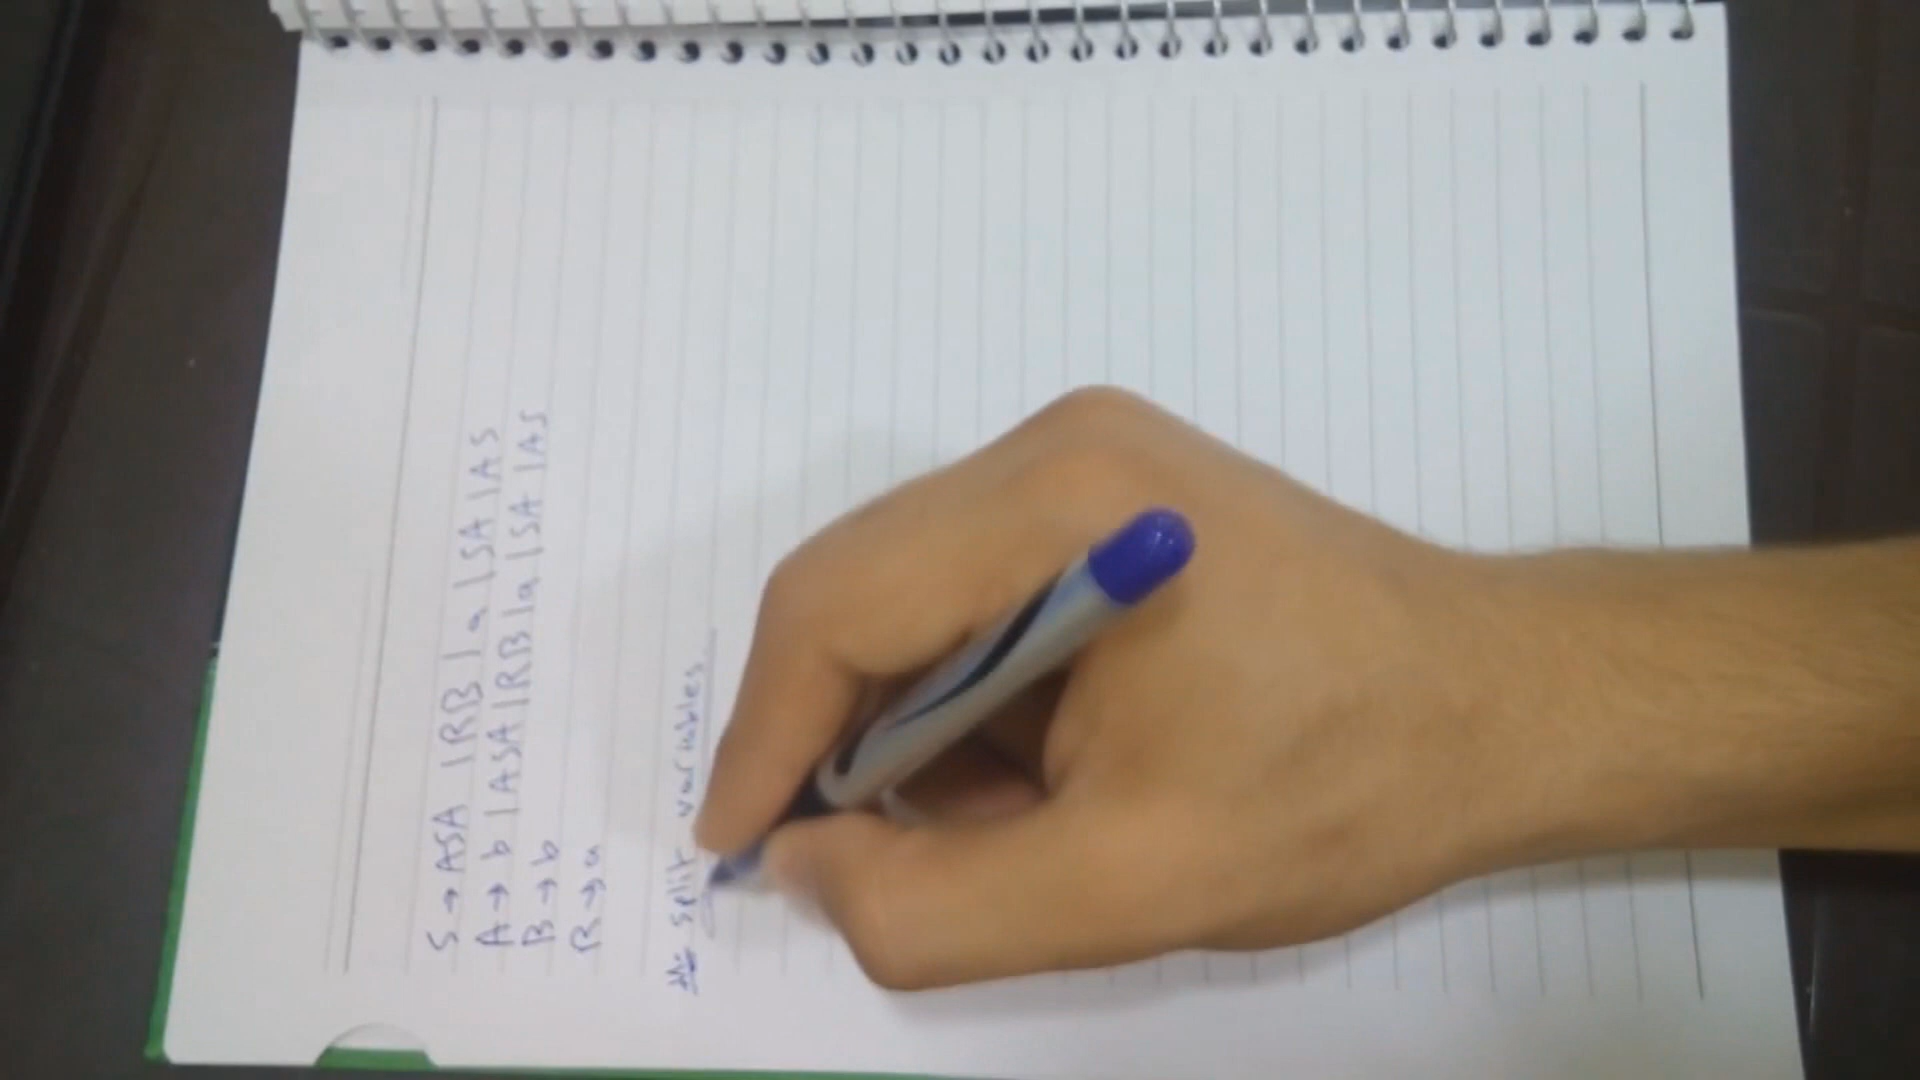 S → ASA | RB | a | SA | AS
A → b | ASA | RB | a | SA | AS
B → b
R → a
split variables.